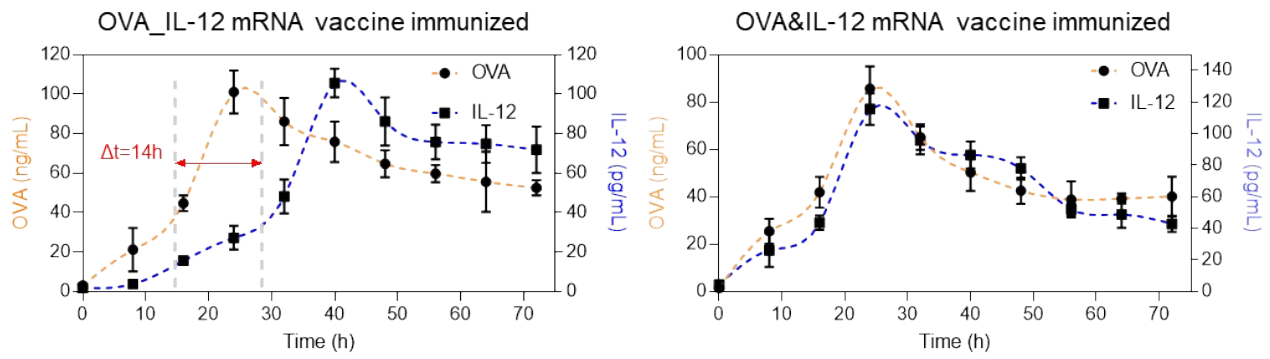 OVA_IL-12 mRNA vaccine immunized
120
100
80
60
40
20
0
OVA (ng/mL)
Δt=14h
OVA
IL-12
120
100
80
60
40
20
0
IL-12 (pg/mL)
0 10 20 30 40 50 60 70
Time (h)
OVA&IL-12 mRNA vaccine immunized
100
80
60
40
20
0
OVA (ng/mL)
OVA
IL-12
140
120
100
80
60
40
20
0
IL-12 (pg/mL)
0 10 20 30 40 50 60 70
Time (h)